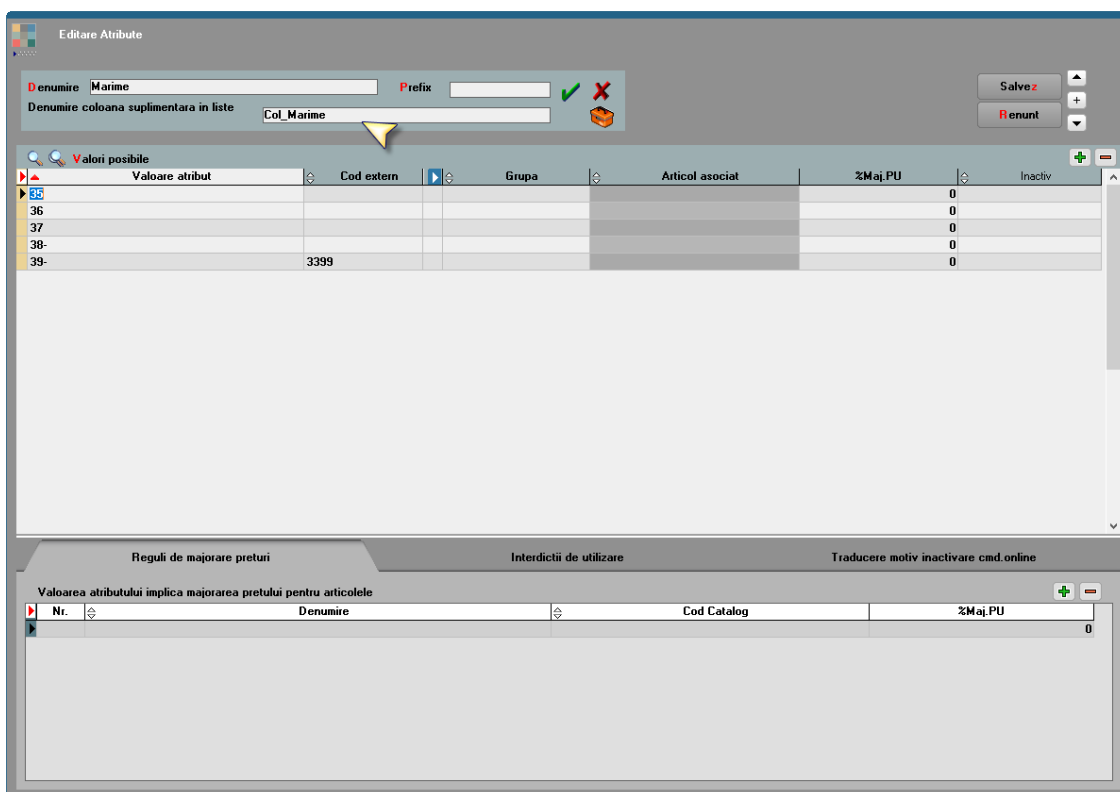 Editare Atribute
Denumire Marime Prefix
Denumire coloana suplimentara in liste Col_Marime
Salvez
Renunt
Valori posibile
Valoare atribut Cod extern Grupa Articol asociat %Maj.PU Inactiv
35 0
36 0
37 0
38- 0
39- 3399 0
Reguli de majorare preturi Interdictii de utilizare Traducere motiv inactivare cmd.online
Valoarea atributului implica majorarea pretului pentru articolele
Nr. Denumire Cod Catalog %Maj.PU
0